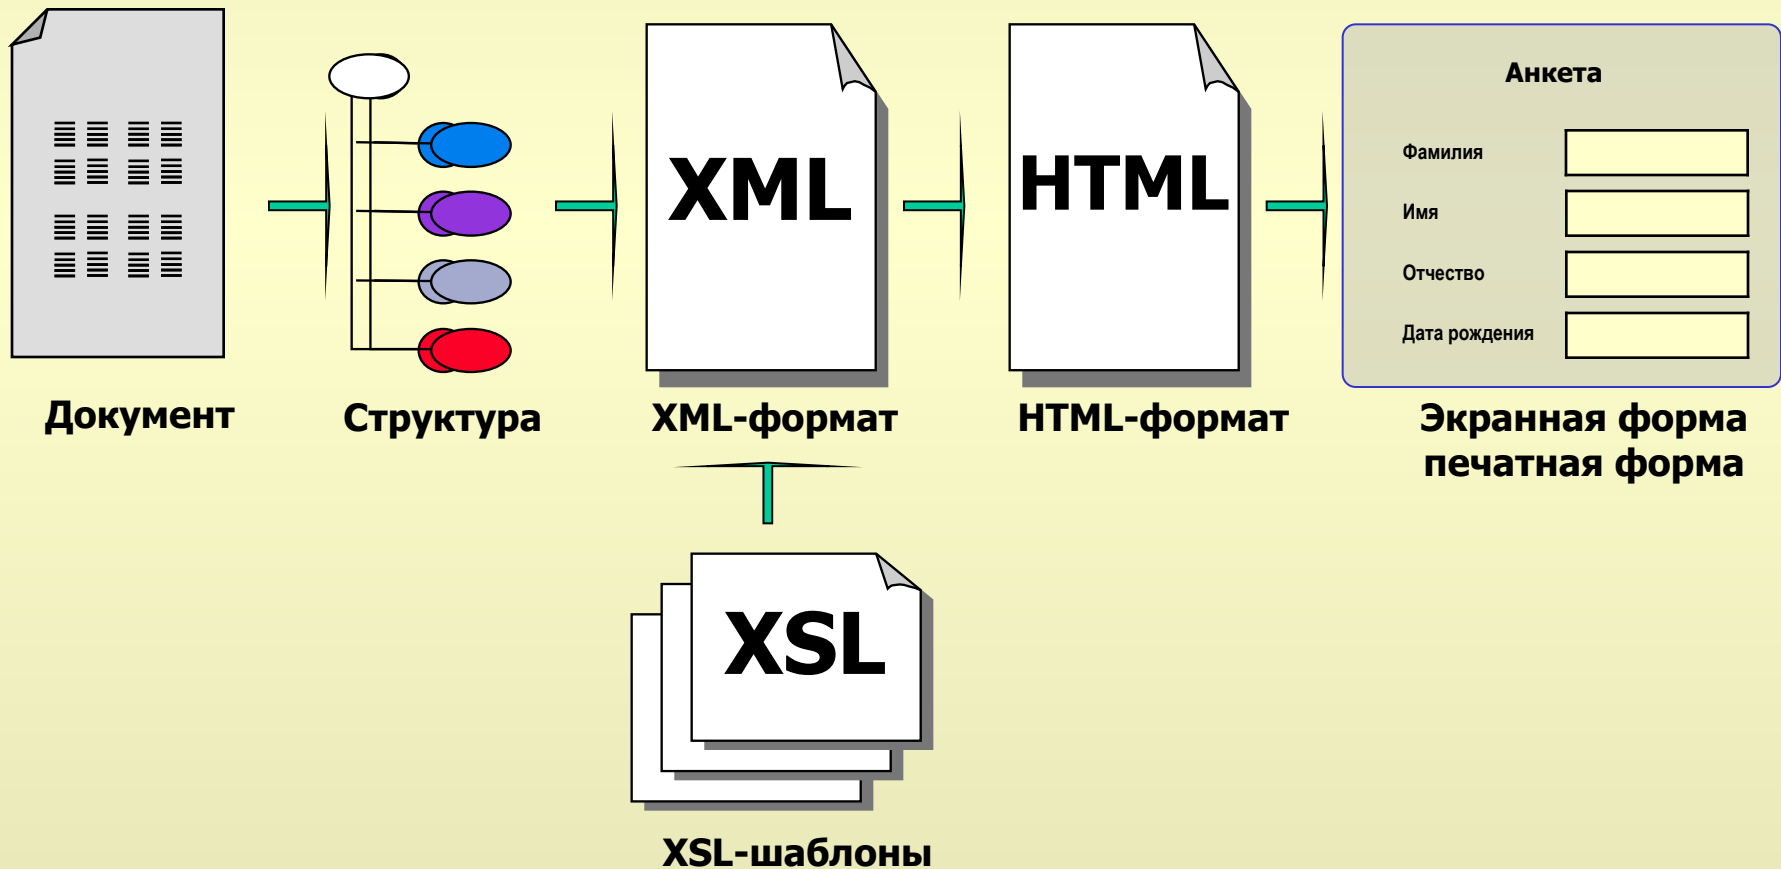 XML
HTML
Анкета
Фамилия
Имя
Отчество
Дата рождения
Документ
Структура
XML-формат
HTML-формат
Экранная форма
печатная форма
XSL
XSL-шаблоны